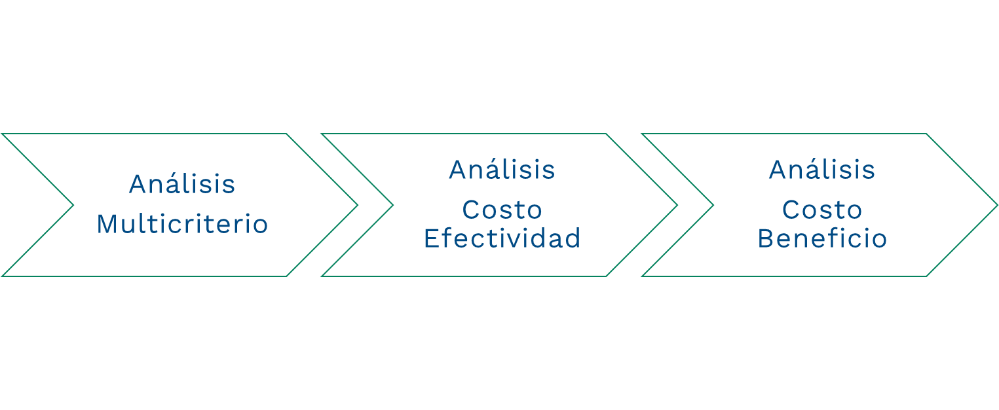 Análisis
Multicriterio
Análisis
Costo
Efectividad
Análisis
Costo
Beneficio